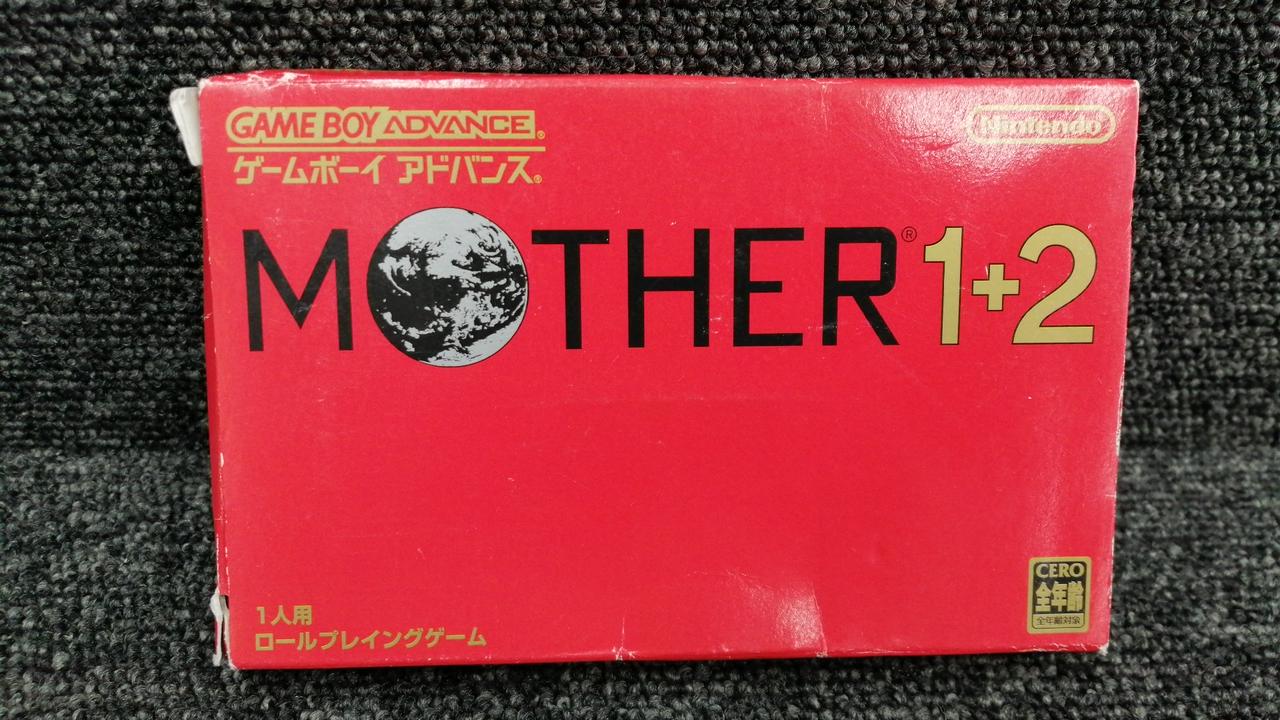 GAME BOY ADVANCE®
ゲームボーイ アドバンス®
Nintendo®
MOTHER® 1+2
1人用
ロールプレイングゲーム
CERO
全年齢
全年齢対象